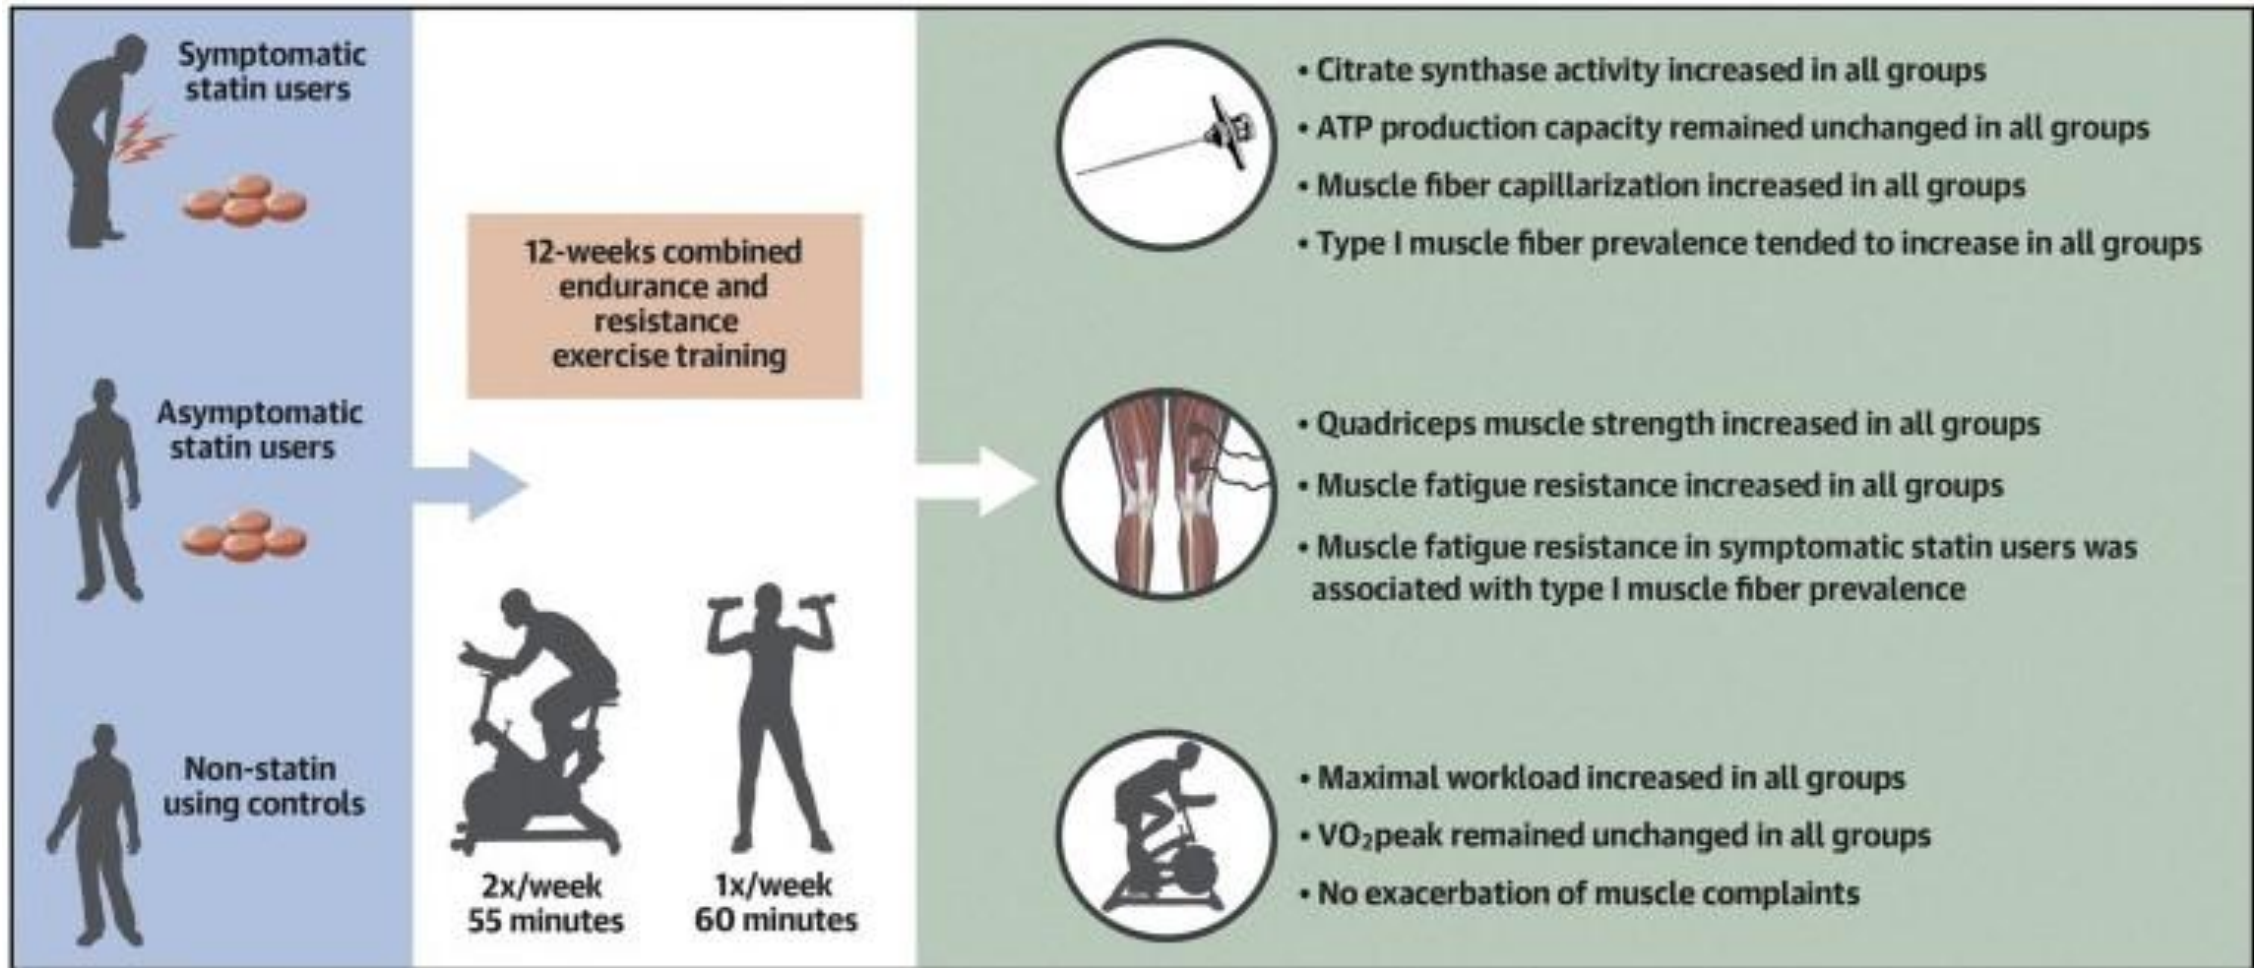 Symptomatic
statin users
Asymptomatic
statin users
Non-statin
using controls
12-weeks combined
endurance and
resistance
exercise training
2x/week
55 minutes
1x/week
60 minutes
• Citrate synthase activity increased in all groups
• ATP production capacity remained unchanged in all groups
• Muscle fiber capillarization increased in all groups
• Type I muscle fiber prevalence tended to increase in all groups
• Quadriceps muscle strength increased in all groups
• Muscle fatigue resistance increased in all groups
• Muscle fatigue resistance in symptomatic statin users was
associated with type I muscle fiber prevalence
• Maximal workload increased in all groups
• VO₂peak remained unchanged in all groups
• No exacerbation of muscle complaints